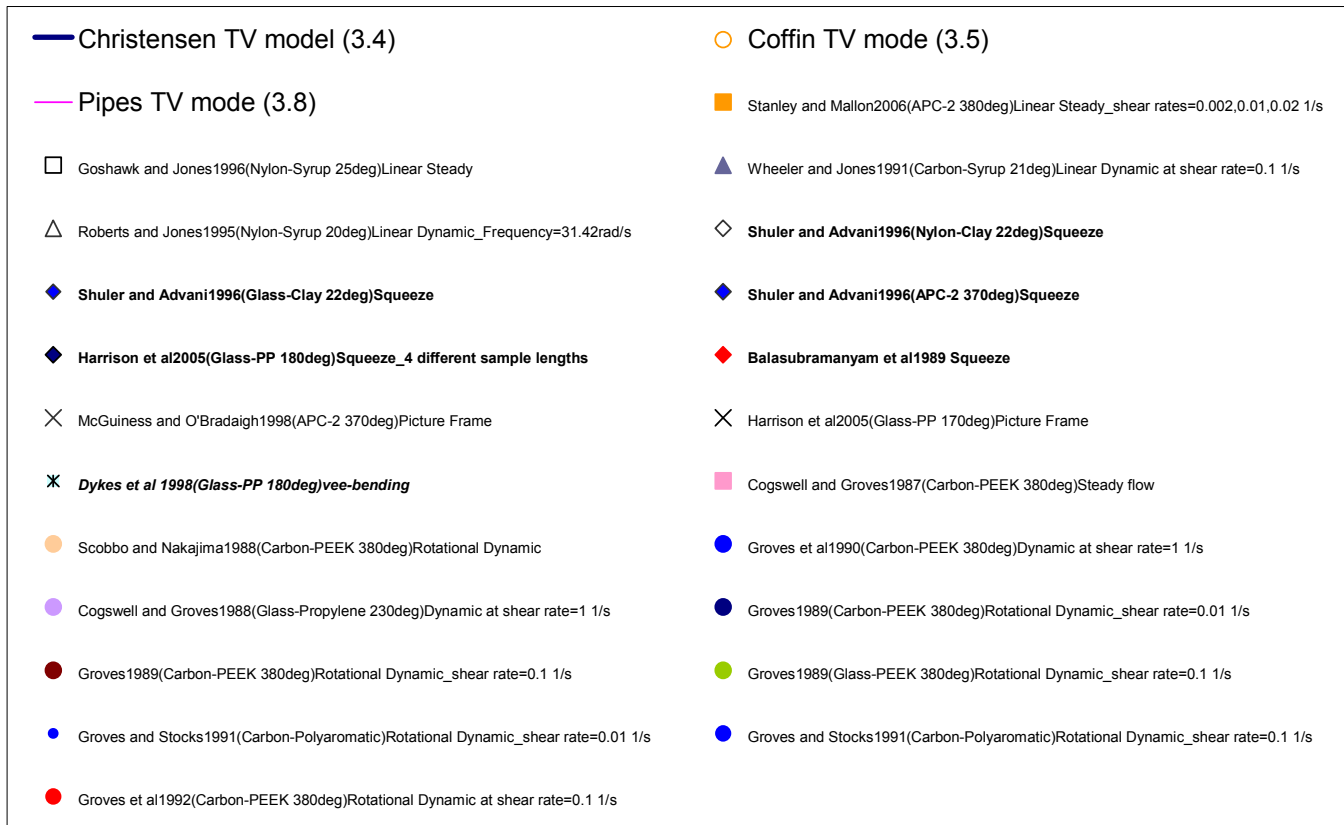 Christensen TV model (3.4)
Coffin TV mode (3.5)
Pipes TV mode (3.8)
Stanley and Mallon2006(APC-2 380deg)Linear Steady_shear rates=0.002,0.01,0.02 1/s
Goshawk and Jones1996(Nylon-Syrup 25deg)Linear Steady
Wheeler and Jones1991(Carbon-Syrup 21deg)Linear Dynamic at shear rate=0.1 1/s
Roberts and Jones1995(Nylon-Syrup 20deg)Linear Dynamic_Frequency=31.42rad/s
Shuler and Advani1996(Nylon-Clay 22deg)Squeeze
Shuler and Advani1996(Glass-Clay 22deg)Squeeze
Shuler and Advani1996(APC-2 370deg)Squeeze
Harrison et al2005(Glass-PP 180deg)Squeeze_4 different sample lengths
Balasubramanyam et al1989 Squeeze
McGuiness and O'Bradaigh1998(APC-2 370deg)Picture Frame
Harrison et al2005(Glass-PP 170deg)Picture Frame
Dykes et al 1998(Glass-PP 180deg)vee-bending
Cogswell and Groves1987(Carbon-PEEK 380deg)Steady flow
Scobbo and Nakajima1988(Carbon-PEEK 380deg)Rotational Dynamic
Groves et al1990(Carbon-PEEK 380deg)Dynamic at shear rate=1 1/s
Cogswell and Groves1988(Glass-Propylene 230deg)Dynamic at shear rate=1 1/s
Groves1989(Carbon-PEEK 380deg)Rotational Dynamic_shear rate=0.01 1/s
Groves1989(Carbon-PEEK 380deg)Rotational Dynamic_shear rate=0.1 1/s
Groves1989(Glass-PEEK 380deg)Rotational Dynamic_shear rate=0.1 1/s
Groves and Stocks1991(Carbon-Polyaromatic)Rotational Dynamic_shear rate=0.01 1/s
Groves and Stocks1991(Carbon-Polyaromatic)Rotational Dynamic_shear rate=0.1 1/s
Groves et al1992(Carbon-PEEK 380deg)Rotational Dynamic at shear rate=0.1 1/s